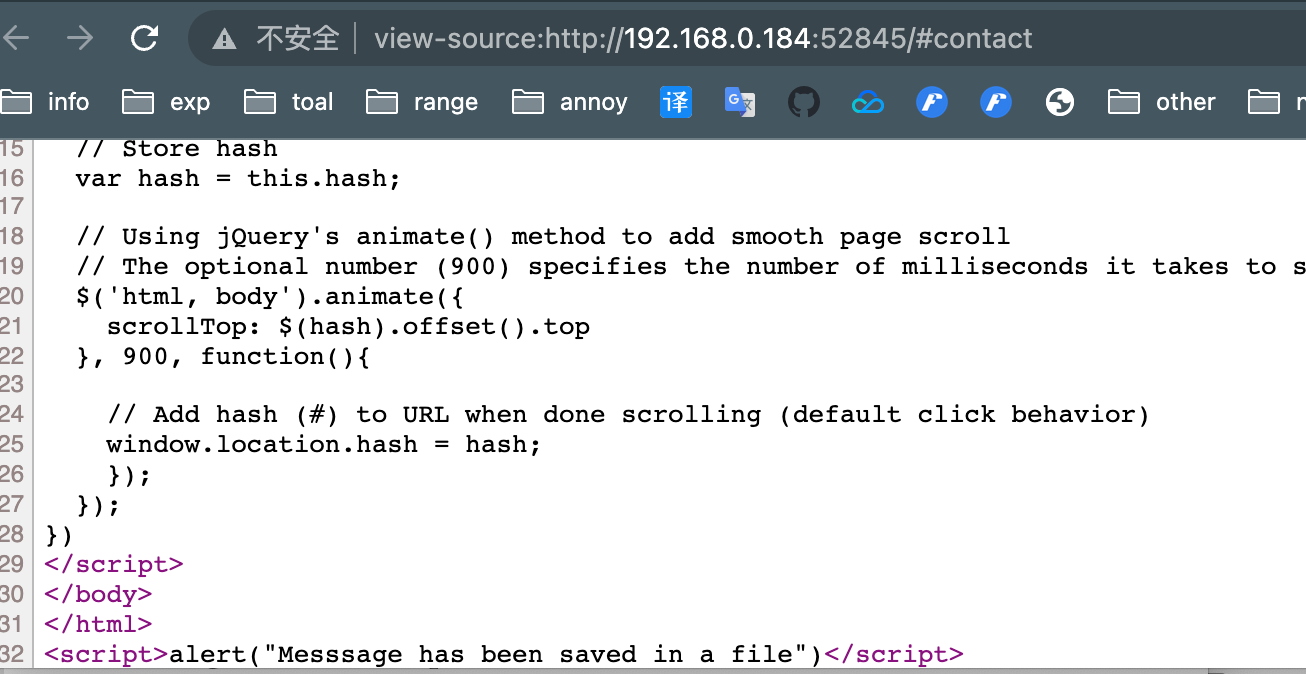 不安全 view-source:http://192.168.0.184:52845/#contact
info exp toal range annoy 译 G 文 other
15 // Store hash
16 var hash = this.hash;
17
18 // Using jQuery's animate() method to add smooth page scroll
19 // The optional number (900) specifies the number of milliseconds it takes to s
20 $('html, body').animate({
21 scrollTop: $(hash).offset().top
22 }, 900, function(){
23
24 // Add hash (#) to URL when done scrolling (default click behavior)
25 window.location.hash = hash;
26 });
27 });
28 })
29 </script>
30 </body>
31 </html>
32 <script>alert("Messsage has been saved in a file")</script>